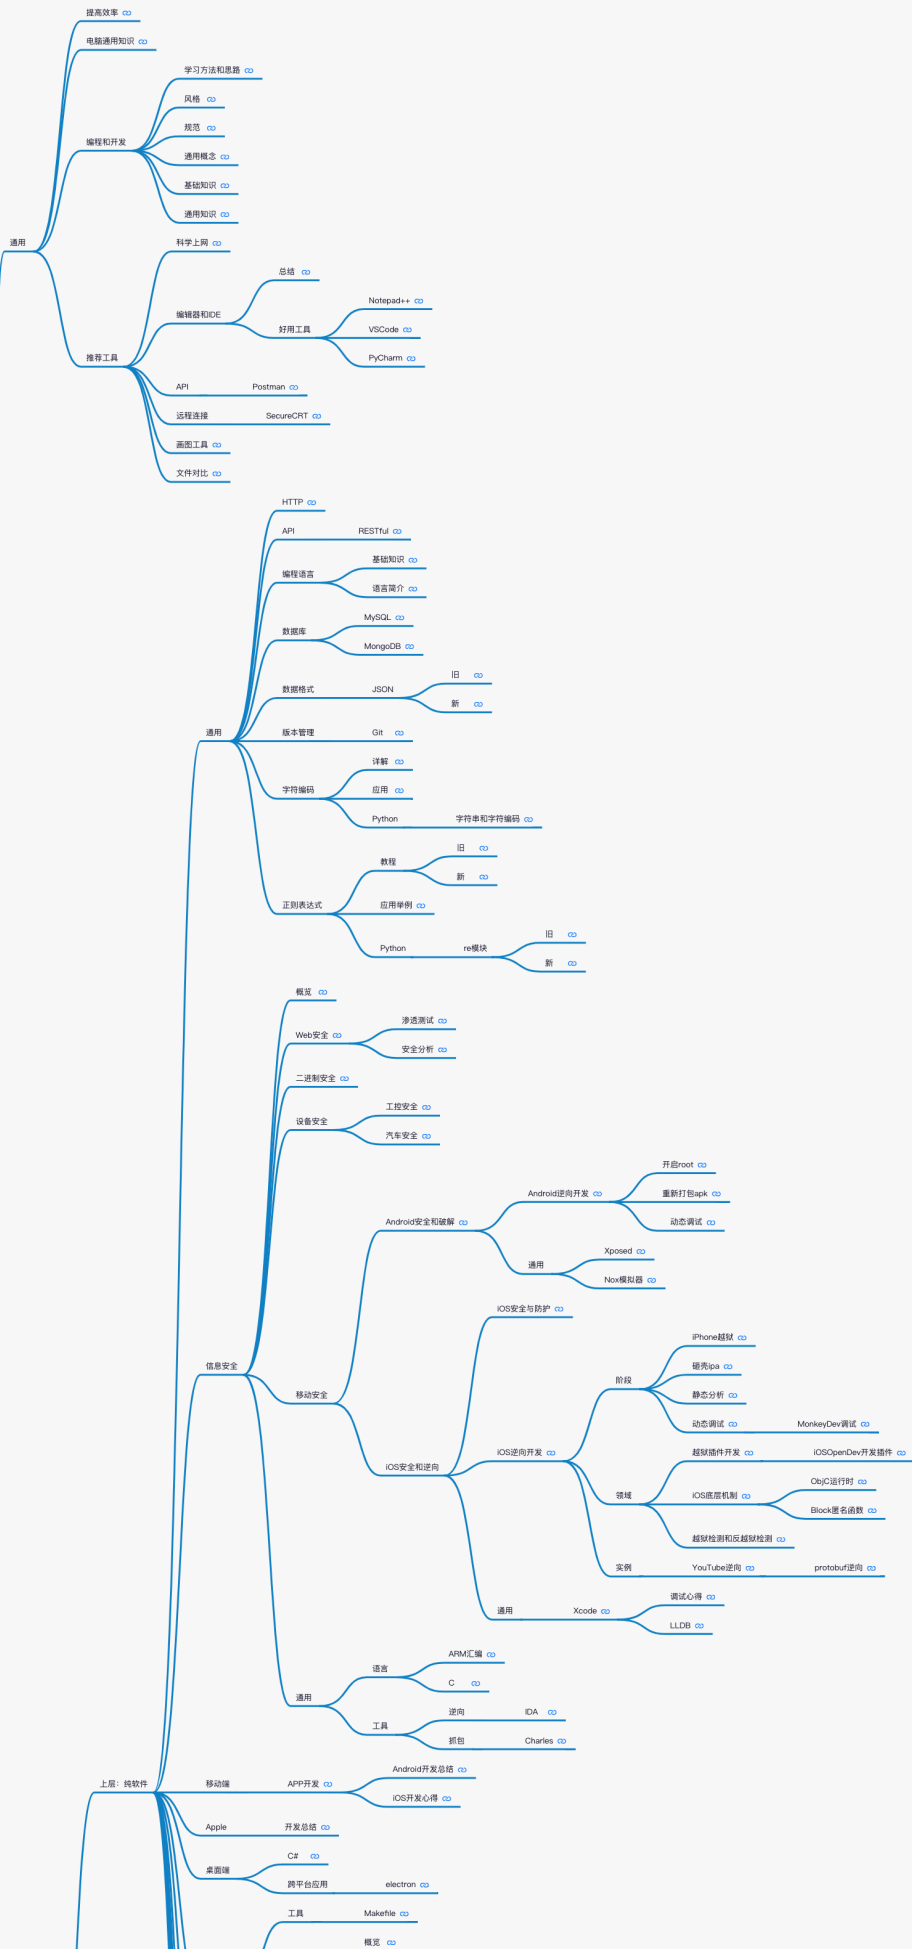 提高效率
电脑通用知识
学习方法和思路
风格
规范
编程和开发
通用概念
基础知识
通用知识
通用
科学上网
总结
编辑器和IDE
Notepad++
好用工具
VSCode
推荐工具
PyCharm
API
Postman
远程连接
SecureCRT
画图工具
文件对比
HTTP
API
RESTful
基础知识
编程语言
语言简介
MySQL
数据库
MongoDB
旧
数据格式
JSON
新
通用
版本管理
Git
详解
字符编码
应用
Python
字符串和字符编码
旧
教程
新
正则表达式
应用举例
旧
Python
re模块
新
概览
渗透测试
Web安全
安全分析
二进制安全
工控安全
设备安全
汽车安全
开启root
Android逆向开发
重新打包apk
Android安全和破解
动态调试
Xposed
通用
Nox模拟器
iOS安全与防护
iPhone越狱
信息安全
砸壳ipa
阶段
移动安全
静态分析
动态调试
MonkeyDev调试
iOS逆向开发
越狱插件开发
iOSOpenDev开发插件
iOS安全和逆向
ObjC运行时
领域
iOS底层机制
Block匿名函数
越狱检测和反越狱检测
实例
YouTube逆向
protobuf逆向
调试心得
通用
Xcode
LLDB
ARM汇编
语言
C
通用
逆向
IDA
工具
抓包
Charles
Android开发总结
上层：纯软件
移动端
APP开发
iOS开发心得
Apple
开发总结
C#
桌面端
跨平台应用
electron
工具
Makefile
概览